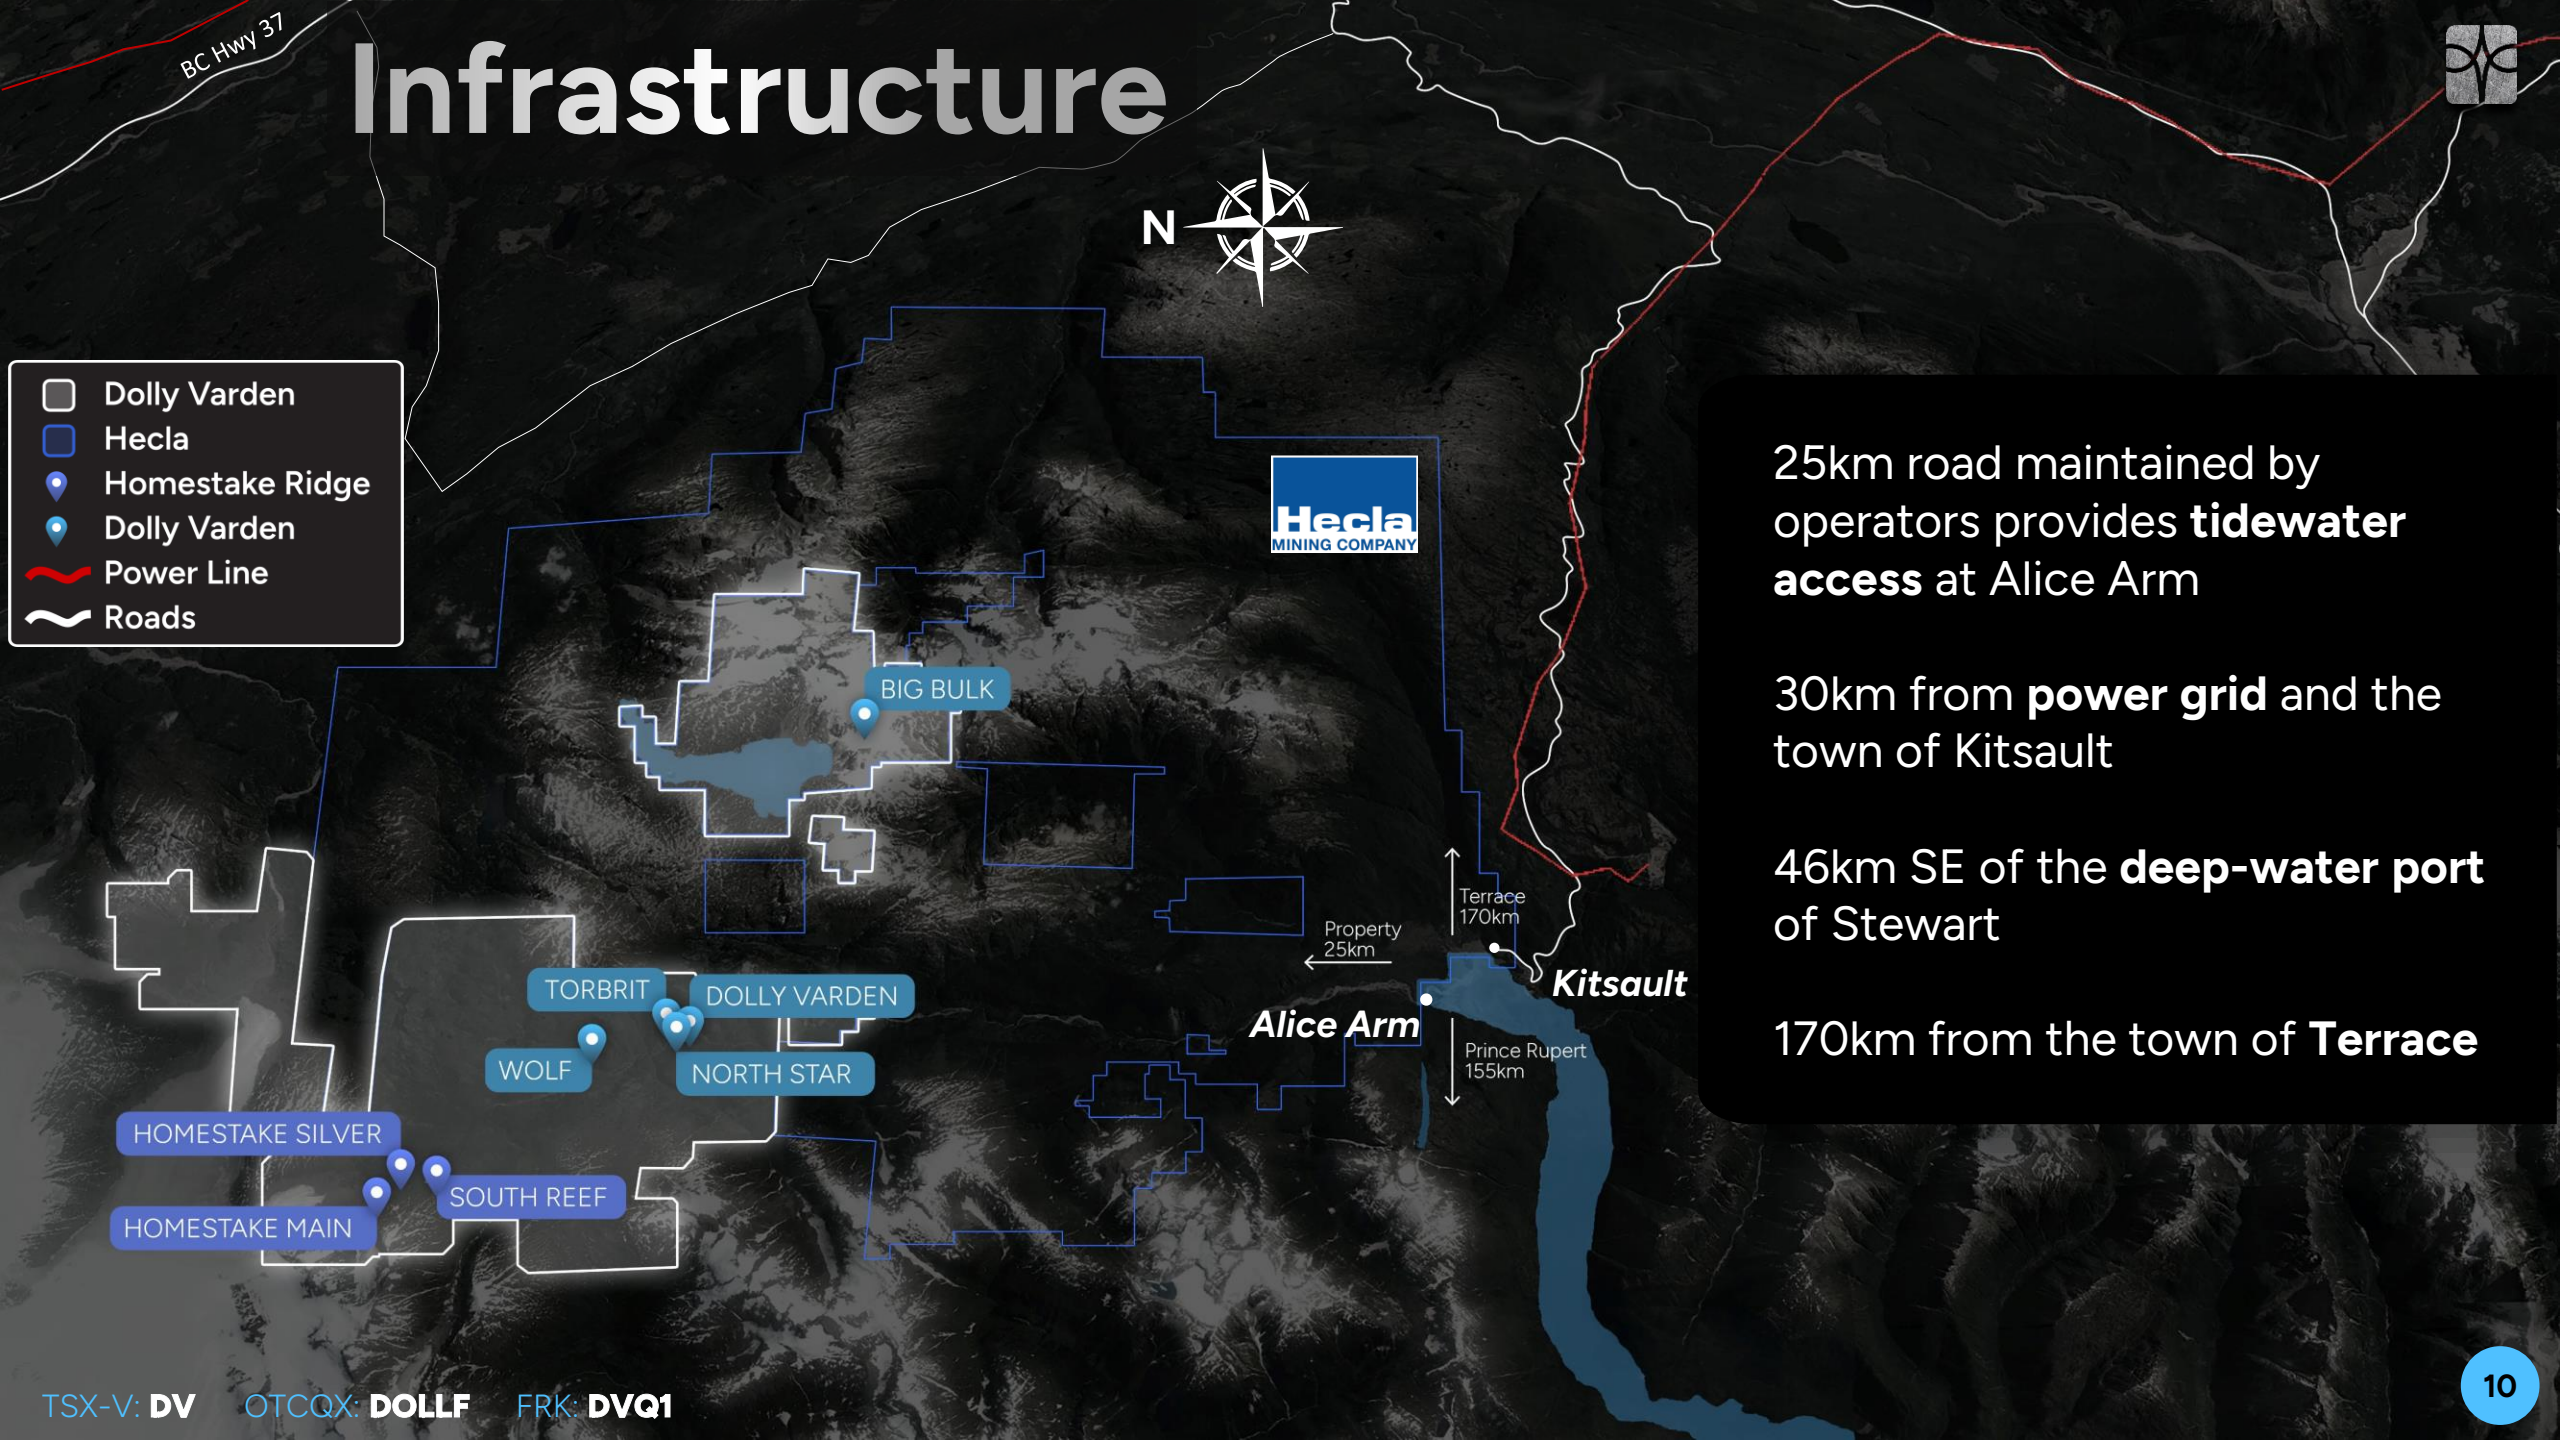 BC Hwy 37
Infrastructure
N
Dolly Varden
Hecla
Homestake Ridge
Dolly Varden
Power Line
Roads
Hecla
MINING COMPANY
25km road maintained by
operators provides tidewater
access at Alice Arm
30km from power grid and the
town of Kitsault
46km SE of the deep-water port
of Stewart
170km from the town of Terrace
BIG BULK
Terrace
170km
Property
25km
Kitsault
Alice Arm
Prince Rupert
155km
TORBRIT
DOLLY VARDEN
WOLF
NORTH STAR
HOMESTAKE SILVER
SOUTH REEF
HOMESTAKE MAIN
TSX-V: DV OTCQX: DOLLF FRK: DVQ1
10